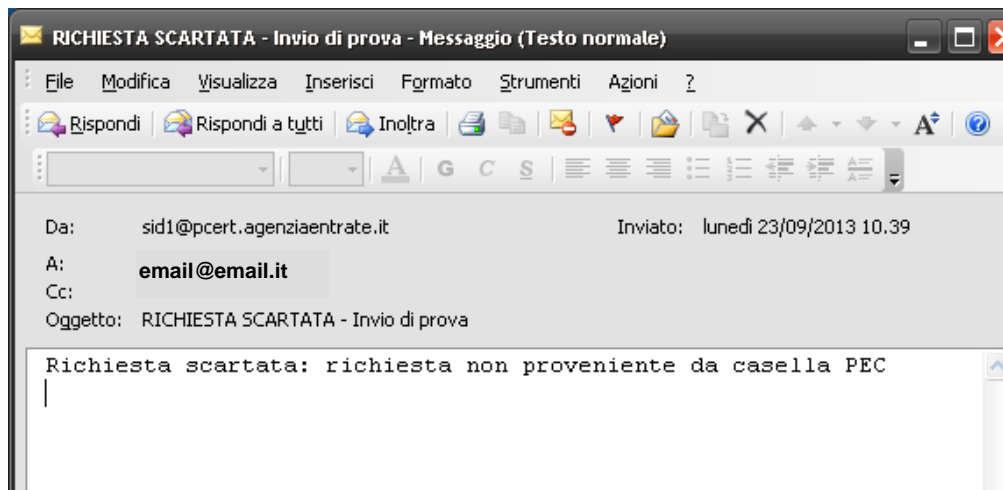 RICHIESTA SCARTATA - Invio di prova - Messaggio (Testo normale)
File Modifica Visualizza Inserisci Formato Strumenti Azioni ?
Rispondi Rispondi a tutti Inoltra A
A G C S
Da: sid1@pcert.agenziaentrate.it Inviato: lunedì 23/09/2013 10.39
A: email@email.it
Cc:
Oggetto: RICHIESTA SCARTATA - Invio di prova
Richiesta scartata: richiesta non proveniente da casella PEC